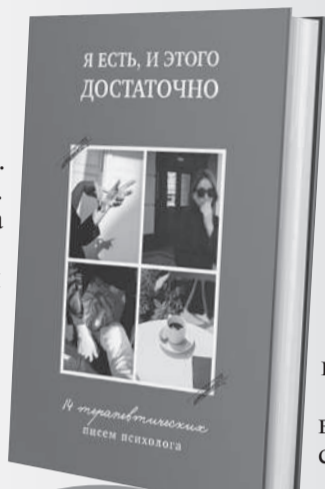 Я ЕСТЬ, И ЭТОГО
ДОСТАТОЧНО
14 терапевтических
ПИСЕМ ПСИХОЛОГА